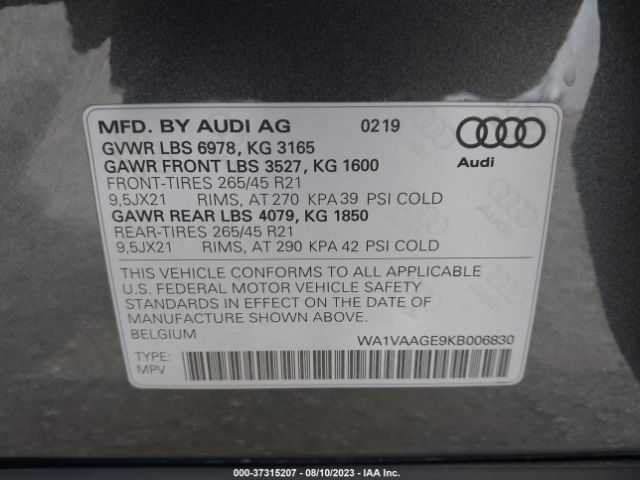 MFD. BY AUDI AG 0219
GVWR LBS 6978, KG 3165
GAWR FRONT LBS 3527, KG 1600
FRONT-TIRES 265/45 R21
9,5JX21 RIMS, AT 270 KPA 39 PSI COLD
GAWR REAR LBS 4079, KG 1850
REAR-TIRES 265/45 R21
9,5JX21 RIMS, AT 290 KPA 42 PSI COLD
Audi
THIS VEHICLE CONFORMS TO ALL APPLICABLE
U.S. FEDERAL MOTOR VEHICLE SAFETY
STANDARDS IN EFFECT ON THE DATE OF
MANUFACTURE SHOWN ABOVE.
BELGIUM WA1VAAGE9KB006830
TYPE:
MPV
000-37315207 - 08/10/2023 - IAAI.COM